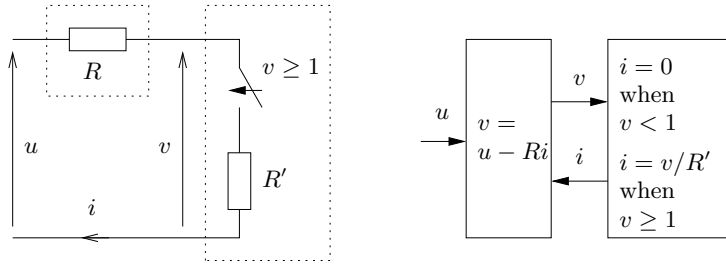 R
v ≥ 1
u
v
R′
i
u
v =
u − Ri
v
i
i = 0
when
v < 1
i = v/R′
when
v ≥ 1